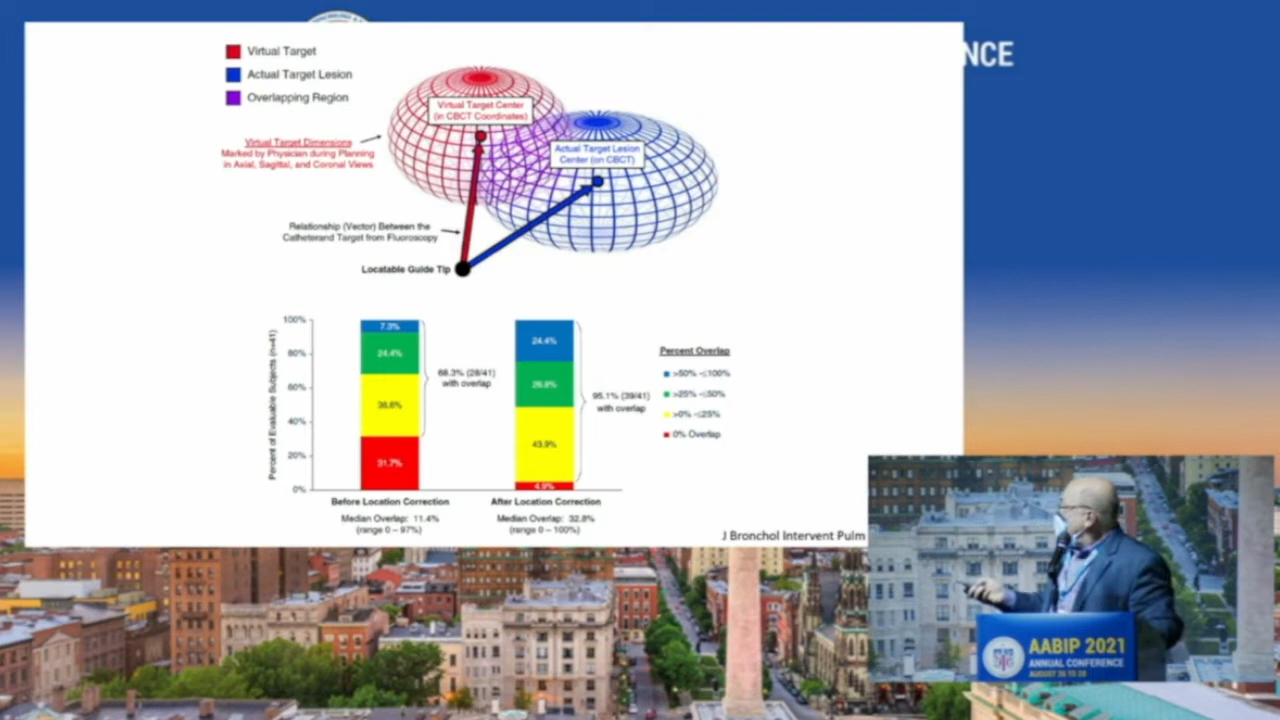 NCE
Virtual Target
Actual Target Lesion
Overlapping Region
Virtual Target Center
(in CBCT Coordinates)
Virtual Target Dimensions
Marked by Physician during Planning
in Axial, Sagittal, and Coronal Views
Actual Target Lesion
Center (on CBCT)
Relationship (Vector) Between the
Catheterand Target from Fluoroscopy
Locatable Guide Tip
Percent of Evaluable Subjects (n=41)
100%
80%
60%
40%
20%
0%
7.3%
24.4%
36.6%
31.7%
68.3% (28/41)
with overlap
24.4%
26.8%
43.9%
4.9%
95.1% (39/41)
with overlap
Percent Overlap
>50% -≤100%
>25% -≤50%
>0% -≤25%
0% Overlap
Before Location Correction
Median Overlap: 11.4%
(range 0 – 97%)
After Location Correction
Median Overlap: 32.8%
(range 0 – 100%)
J Bronchol Intervent Pulm
AABIP 2021
ANNUAL CONFERENCE
AUGUST 26 TO 28